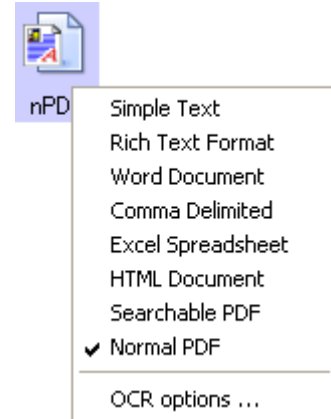 nPD
Simple Text
Rich Text Format
Word Document
Comma Delimited
Excel Spreadsheet
HTML Document
Searchable PDF
Normal PDF
OCR options ...